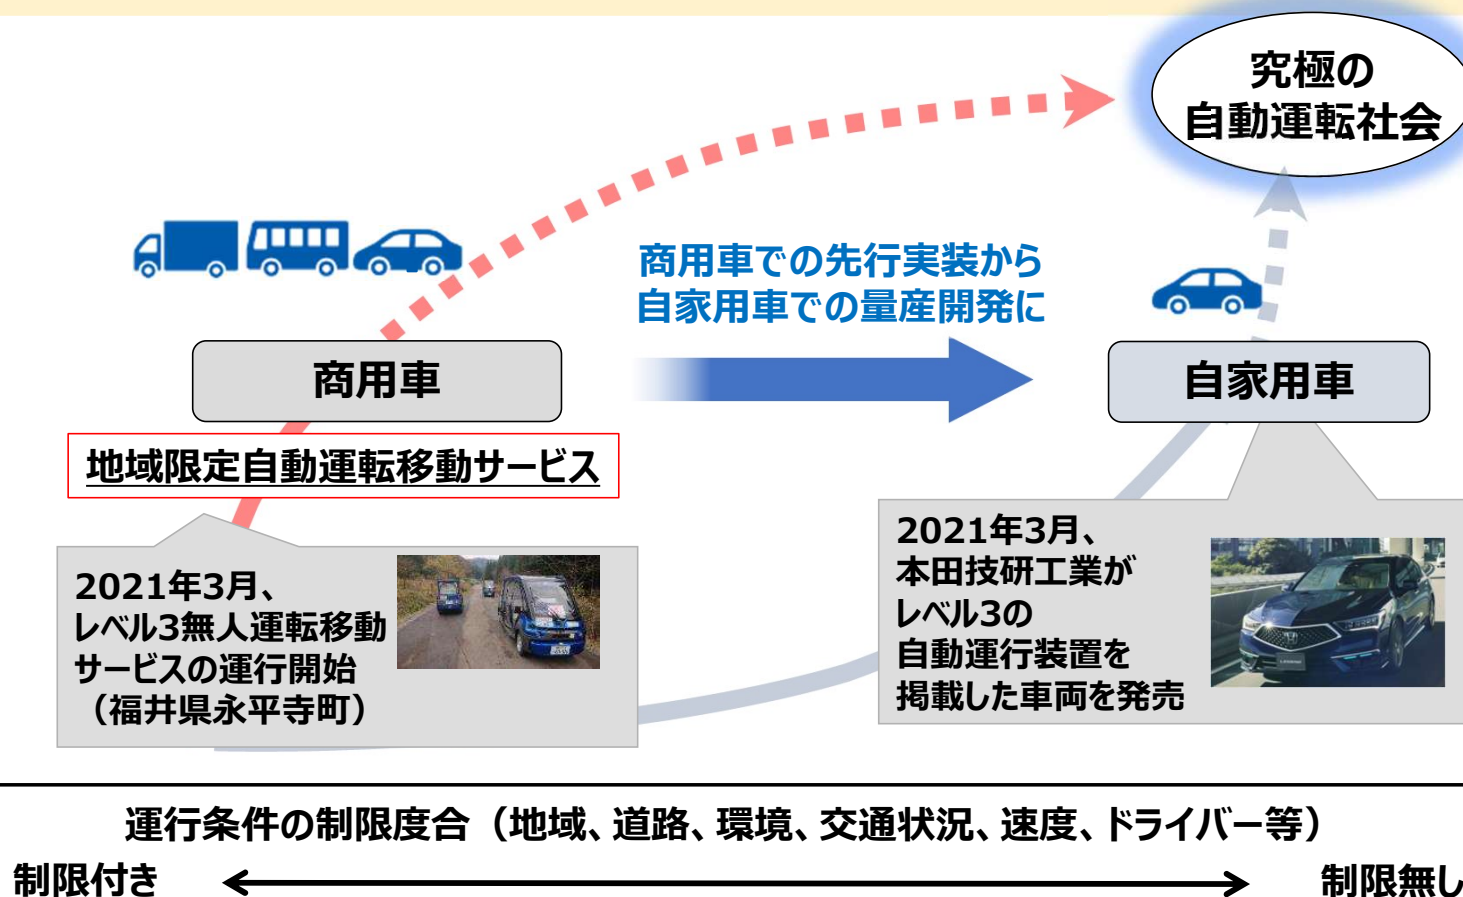 究極の
自動運転社会
商用車での先行実装から
自家用車での量産開発に
商用車
自家用車
地域限定自動運転移動サービス
2021年3月、
レベル3無人運転移動
サービスの運行開始
（福井県永平寺町）
2021年3月、
本田技研工業が
レベル3の
自動運行装置を
掲載した車両を発売
運行条件の制限度合（地域、道路、環境、交通状況、速度、ドライバー等）
制限付き
制限無し